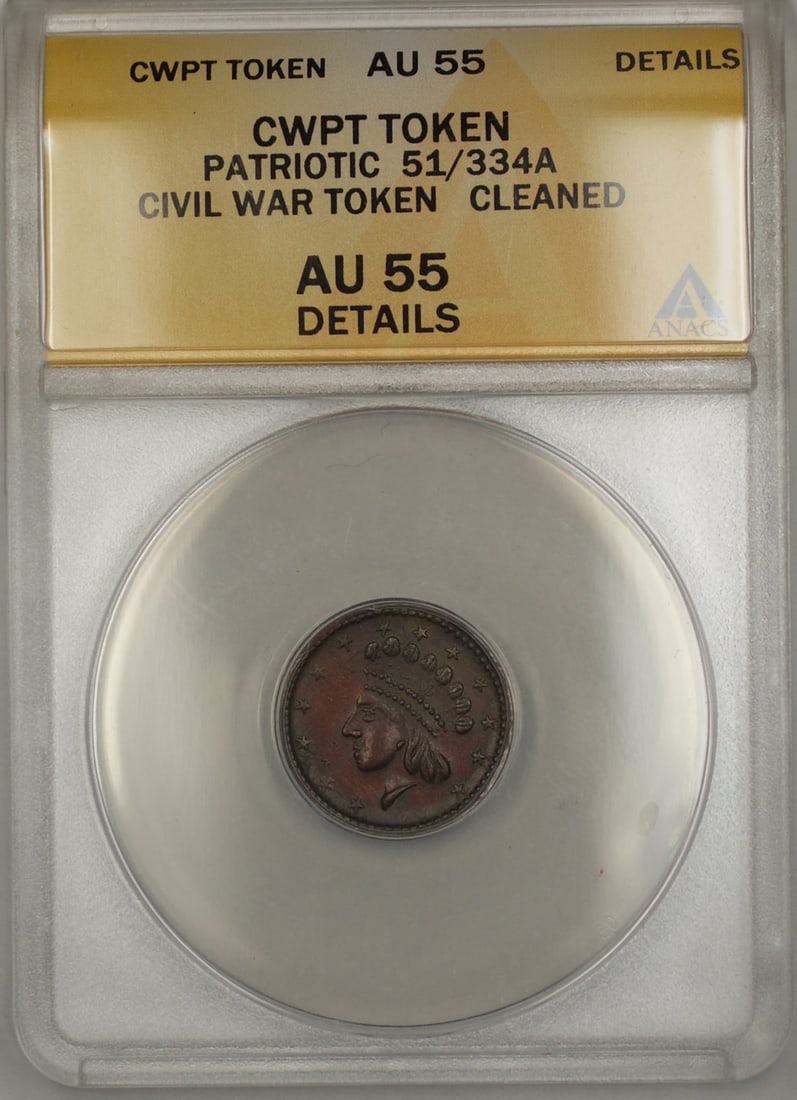 CWPT TOKEN AU 55 DETAILS
CWPT TOKEN
PATRIOTIC 51/334A
CIVIL WAR TOKEN CLEANED
AU 55
DETAILS
ANACS